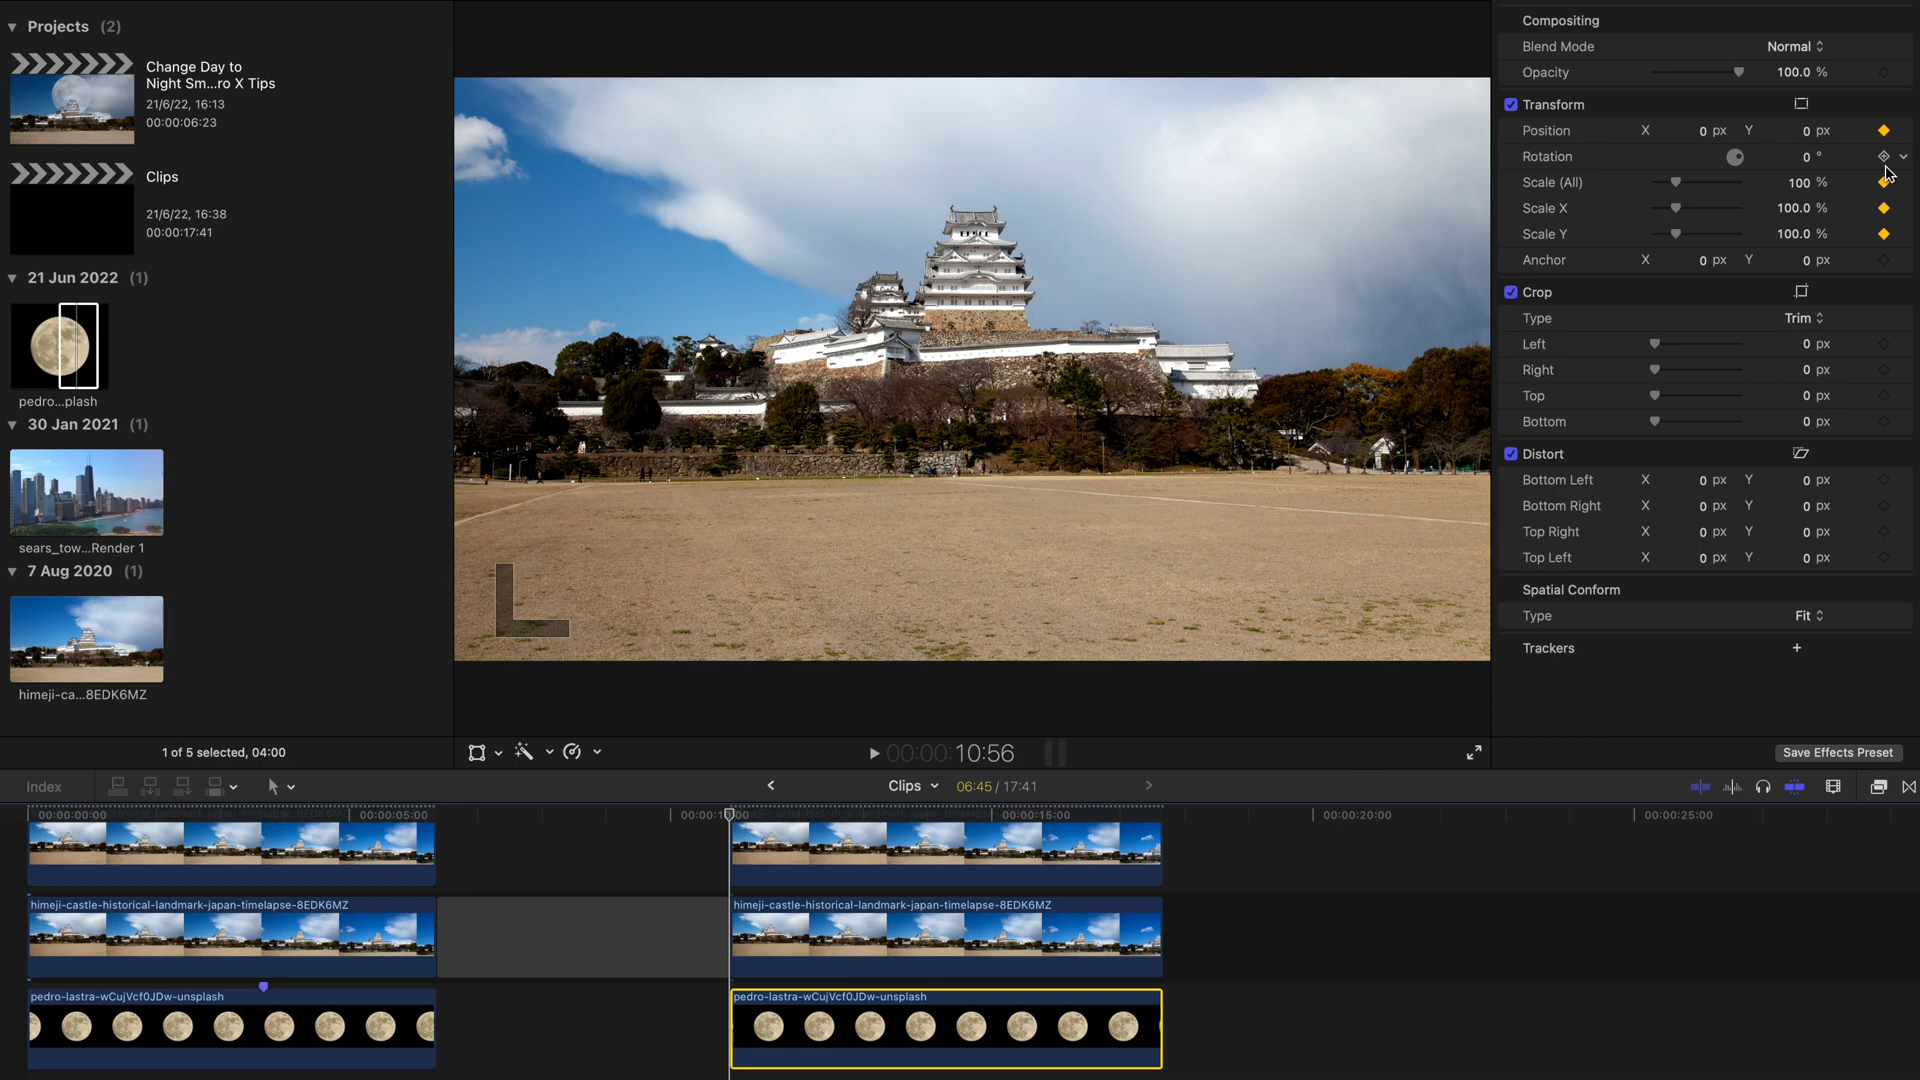 Projects (2)
Change Day to
Night Sm...ro X Tips
21/6/22, 16:13
00:00:06:23
Clips
21/6/22, 16:38
00:00:17:41
21 Jun 2022 (1)
pedro...plash
30 Jan 2021 (1)
sears_tow...Render 1
7 Aug 2020 (1)
himeji-ca...8EDK6MZ
1 of 5 selected, 04:00
L
00:00:10:56
Compositing
Blend Mode Normal
Opacity 100.0 %
Transform
Position X 0 px Y 0 px
Rotation 0 °
Scale (All) 100 %
Scale X 100.0 %
Scale Y 100.0 %
Anchor X 0 px Y 0 px
Crop
Type Trim
Left 0 px
Right 0 px
Top 0 px
Bottom 0 px
Distort
Bottom Left X 0 px Y 0 px
Bottom Right X 0 px Y 0 px
Top Right X 0 px Y 0 px
Top Left X 0 px Y 0 px
Spatial Conform
Type Fit
Trackers +
Save Effects Preset
Index
Clips 06:45 / 17:41
00:00:00:00 00:00:05:00 00:00:15:00 00:00:20:00 00:00:25:00
himeji-castle-historical-landmark-japan-timelapse-8EDK6MZ
himeji-castle-historical-landmark-japan-timelapse-8EDK6MZ
pedro-lastra-wCujVcf0JDw-unsplash
pedro-lastra-wCujVcf0JDw-unsplash